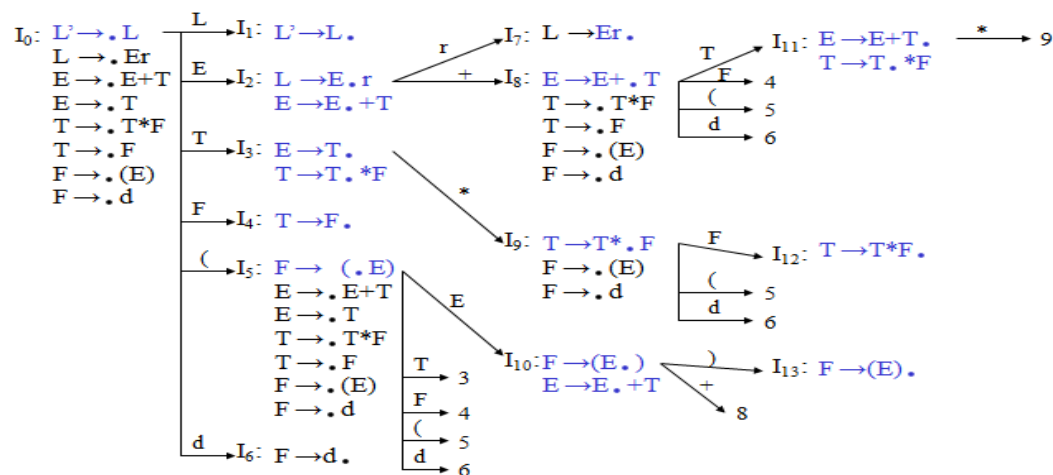 I₀: L'→.L
L→.Er
E→.E+T
E→.T
T→.T*F
T→.F
F→.(E)
F→.d
L
I₁: L'→L.
E
I₂: L→E.r
E→E.+T
T
I₃: E→T.
T→T.*F
F
I₄: T→F.
(
I₅: F→ (.E)
E→.E+T
E→.T
T→.T*F
T→.F
F→.(E)
F→.d
d
I₆: F→d.
r
I₇: L→Er.
+
I₈: E→E+.T
T→.T*F
T→.F
F→.(E)
F→.d
*
I₉: T→T*.F
F→.(E)
F→.d
E
I₁₀: F→(E.)
E→E.+T
T
3
F
4
(
5
d
6
T
I₁₁: E→E+T.
T→T.*F
*
9
F
4
(
5
d
6
F
I₁₂: T→T*F.
(
5
d
6
)
I₁₃: F→(E).
+
8